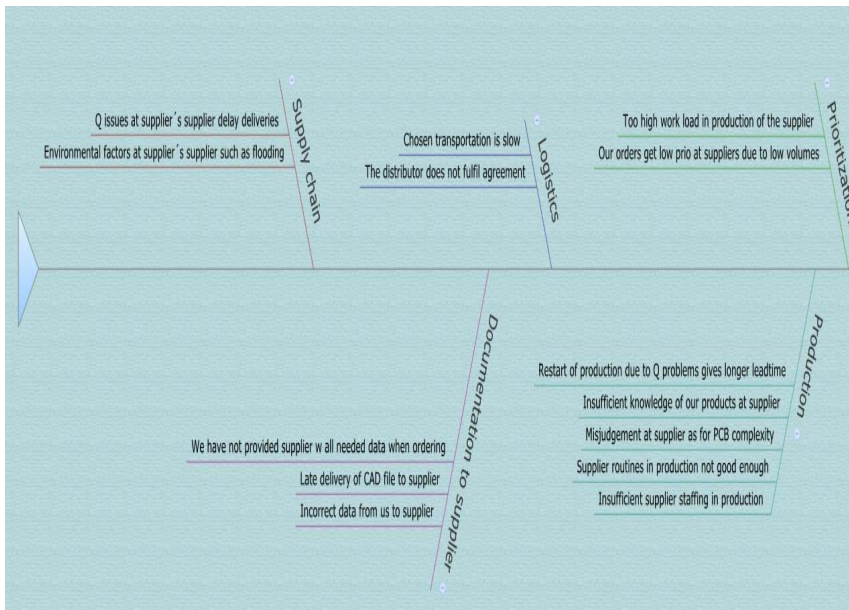 Supply chain
Q issues at supplier´s supplier delay deliveries
Environmental factors at supplier´s supplier such as flooding
Logistics
Chosen transportation is slow
The distributor does not fulfil agreement
Prioritization
Too high work load in production of the supplier
Our orders get low prio at suppliers due to low volumes
Documentation to supplier
We have not provided supplier w all needed data when ordering
Late delivery of CAD file to supplier
Incorrect data from us to supplier
Production
Restart of production due to Q problems gives longer leadtime
Insufficient knowledge of our products at supplier
Misjudgement at supplier as for PCB complexity
Supplier routines in production not good enough
Insufficient supplier staffing in production